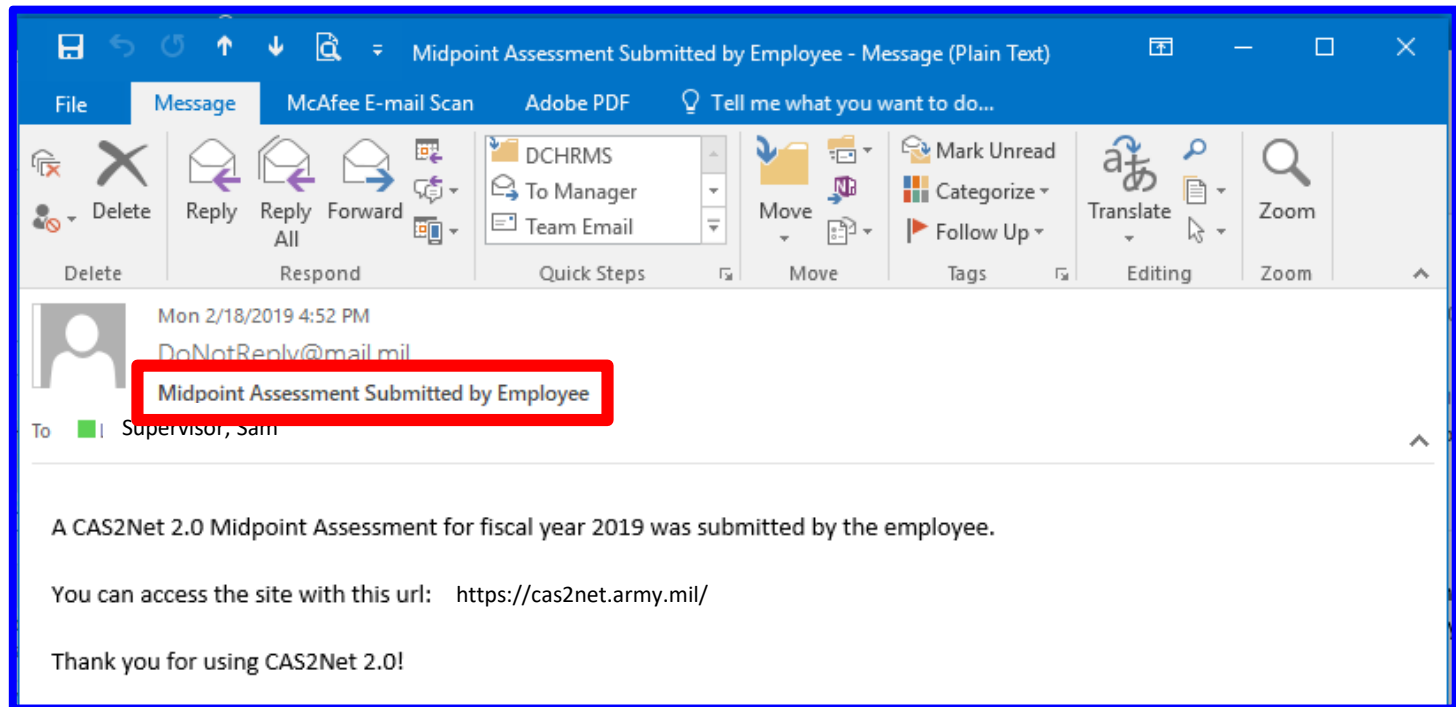 Midpoint Assessment Submitted by Employee - Message (Plain Text)
File Message McAfee E-mail Scan Adobe PDF Tell me what you want to do...
Delete
Reply
Reply All
Forward
DCHRMS
To Manager
Team Email
Move
Mark Unread
Categorize
Follow Up
Translate
Zoom
Delete Respond Quick Steps Move Tags Editing Zoom
Mon 2/18/2019 4:52 PM
DoNotReply@mail.mil
Midpoint Assessment Submitted by Employee
To Supervisor, Sam
A CAS2Net 2.0 Midpoint Assessment for fiscal year 2019 was submitted by the employee.
You can access the site with this url: https://cas2net.army.mil/
Thank you for using CAS2Net 2.0!